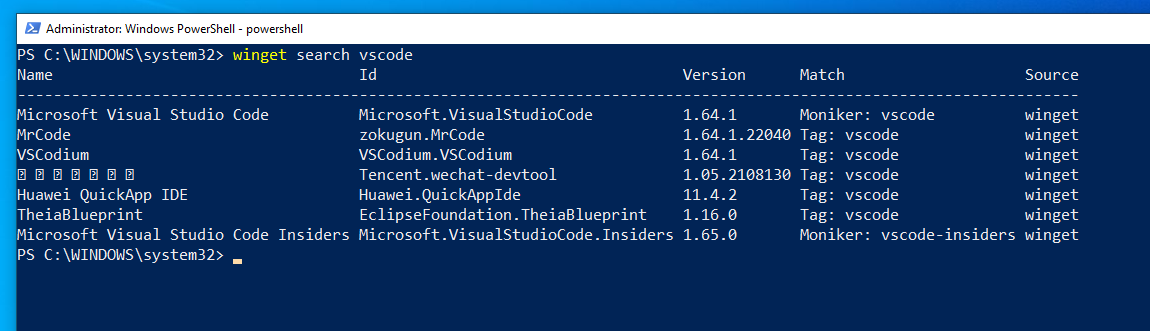 Administrator: Windows PowerShell - powershell
PS C:\WINDOWS\system32> winget search vscode
Name Id Version Match Source
-----------------------------------------------------------------------------------------------------------------------
Microsoft Visual Studio Code Microsoft.VisualStudioCode 1.64.1 Moniker: vscode winget
MrCode zokugun.MrCode 1.64.1.22040 Tag: vscode winget
VSCodium VSCodium.VSCodium 1.64.1 Tag: vscode winget
Tencent.wechat-devtool 1.05.2108130 Tag: vscode winget
Huawei QuickApp IDE Huawei.QuickAppIde 11.4.2 Tag: vscode winget
TheiaBlueprint EclipseFoundation.TheiaBlueprint 1.16.0 Tag: vscode winget
Microsoft Visual Studio Code Insiders Microsoft.VisualStudioCode.Insiders 1.65.0 Moniker: vscode-insiders winget
PS C:\WINDOWS\system32>